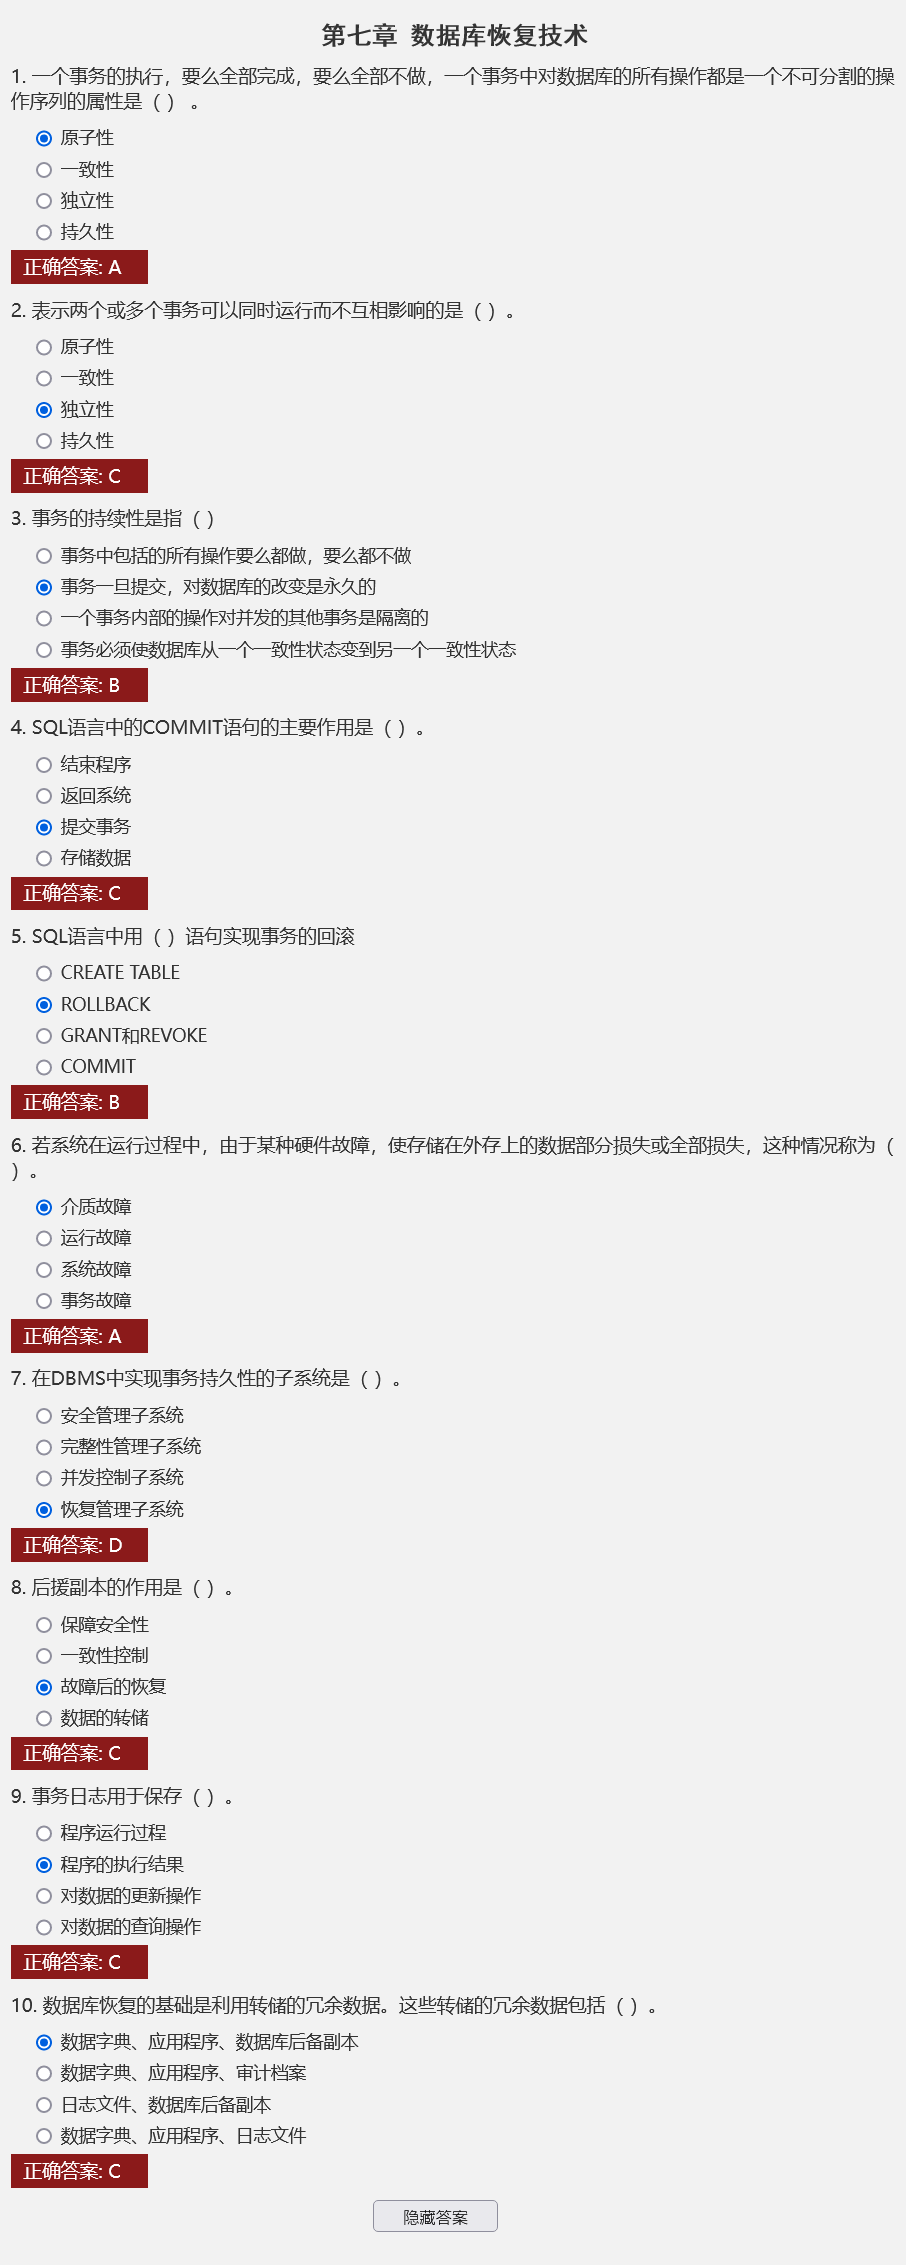 第七章 数据库恢复技术
1. 一个事务的执行，要么全部完成，要么全部不做，一个事务中对数据库的所有操作都是一个不可分割的操
作序列的属性是（ ） 。
原子性
一致性
独立性
持久性
正确答案: A
2. 表示两个或多个事务可以同时运行而不互相影响的是（ ）。
原子性
一致性
独立性
持久性
正确答案: C
3. 事务的持续性是指（ ）
事务中包括的所有操作要么都做，要么都不做
事务一旦提交，对数据库的改变是永久的
一个事务内部的操作对并发的其他事务是隔离的
事务必须使数据库从一个一致性状态变到另一个一致性状态
正确答案: B
4. SQL语言中的COMMIT语句的主要作用是（ ）。
结束程序
返回系统
提交事务
存储数据
正确答案: C
5. SQL语言中用（ ）语句实现事务的回滚
CREATE TABLE
ROLLBACK
GRANT和REVOKE
COMMIT
正确答案: B
6. 若系统在运行过程中，由于某种硬件故障，使存储在外存上的数据部分损失或全部损失，这种情况称为（
）。
介质故障
运行故障
系统故障
事务故障
正确答案: A
7. 在DBMS中实现事务持久性的子系统是（ ）。
安全管理子系统
完整性管理子系统
并发控制子系统
恢复管理子系统
正确答案: D
8. 后援副本的作用是（ ）。
保障安全性
一致性控制
故障后的恢复
数据的转储
正确答案: C
9. 事务日志用于保存（ ）。
程序运行过程
程序的执行结果
对数据的更新操作
对数据的查询操作
正确答案: C
10. 数据库恢复的基础是利用转储的冗余数据。这些转储的冗余数据包括（ ）。
数据字典、应用程序、数据库后备副本
数据字典、应用程序、审计档案
日志文件、数据库后备副本
数据字典、应用程序、日志文件
正确答案: C
隐藏答案